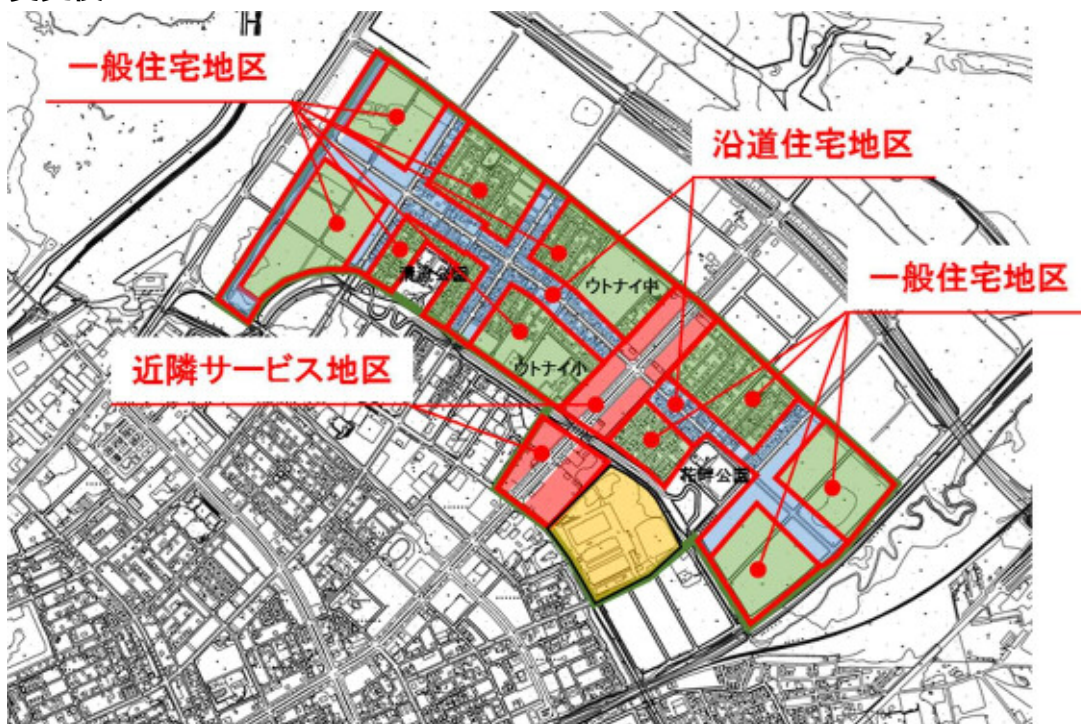 一般住宅地区
沿道住宅地区
ウトナイ中
一般住宅地区
近隣サービス地区
ウトナイ小
花畔公園